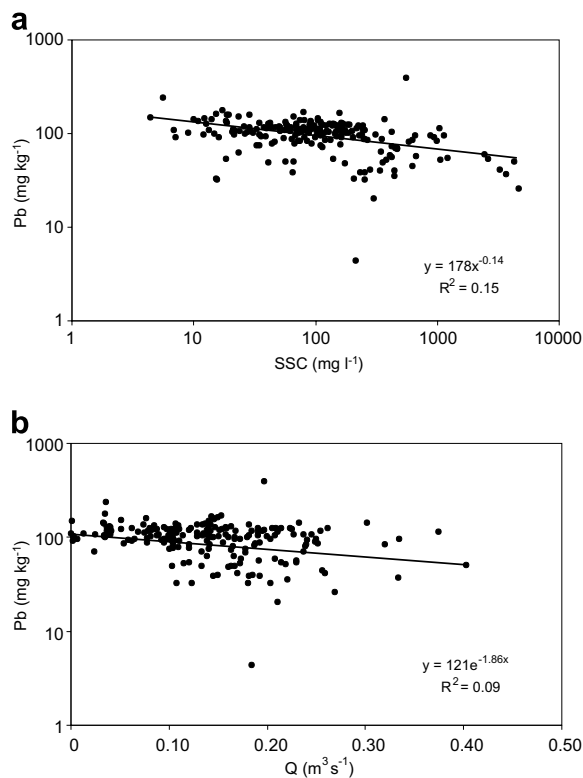 a
1000
100
10
1
Pb (mg kg⁻¹)
y = 178x⁻⁰·¹⁴
R² = 0.15
1 10 100 1000 10000
SSC (mg l⁻¹)
b
1000
100
10
1
Pb (mg kg⁻¹)
y = 121e⁻¹·⁸⁶ˣ
R² = 0.09
0 0.10 0.20 0.30 0.40 0.50
Q (m³ s⁻¹)